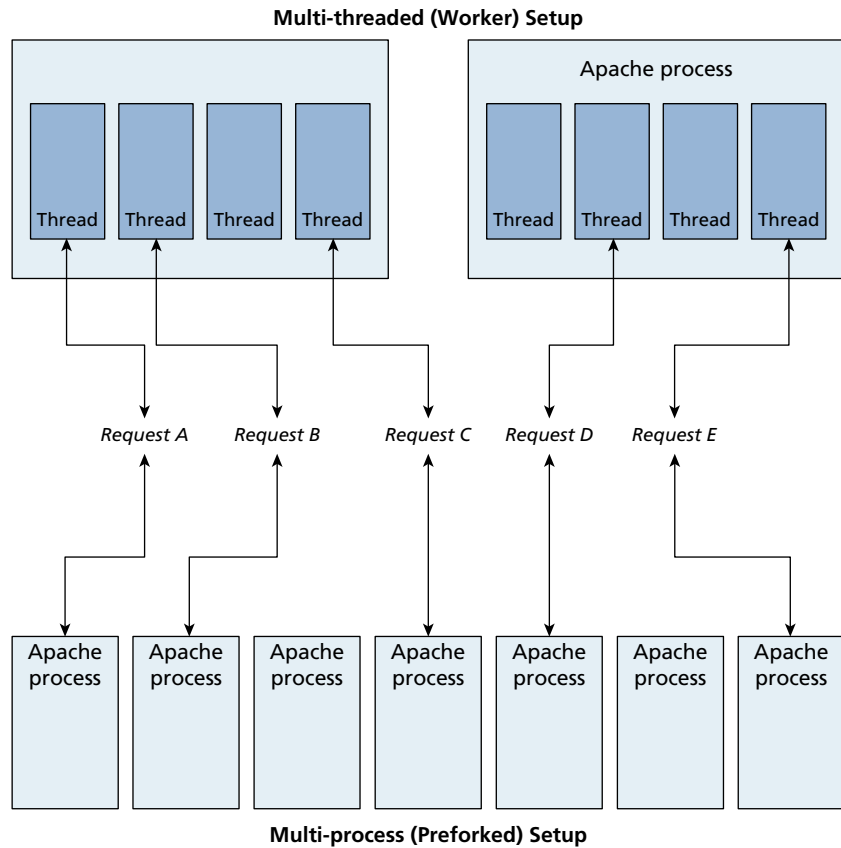 Multi-threaded (Worker) Setup
Apache process
Thread
Thread
Thread
Thread
Thread
Thread
Thread
Thread
Request A
Request B
Request C
Request D
Request E
Apache
process
Apache
process
Apache
process
Apache
process
Apache
process
Apache
process
Apache
process
Multi-process (Preforked) Setup